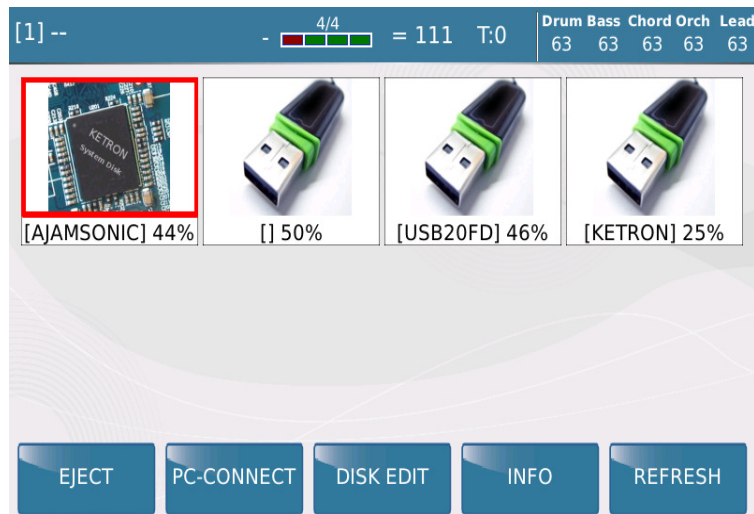 [1] --
- 4/4 = 111 T:0
Drum Bass Chord Orch Lead
63 63 63 63 63
KETRON
System Disk
[AJAMSONIC] 44%
[] 50%
[USB20FD] 46%
[KETRON] 25%
EJECT
PC-CONNECT
DISK EDIT
INFO
REFRESH